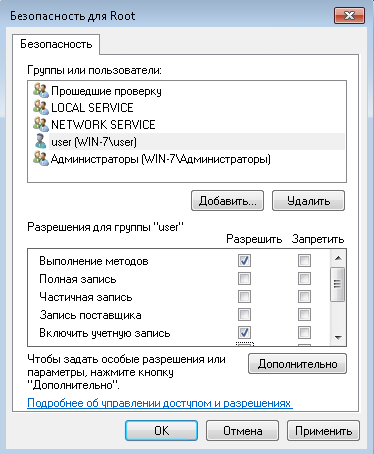 Безопасность для Root
Безопасность
Группы или пользователи:
Прошедшие проверку
LOCAL SERVICE
NETWORK SERVICE
user (WIN-7\user)
Администраторы (WIN-7\Администраторы)
Добавить... Удалить
Разрешения для группы "user" Разрешить Запретить
Выполнение методов
Полная запись
Частичная запись
Запись поставщика
Включить учетную запись
Чтобы задать особые разрешения или
параметры, нажмите кнопку
"Дополнительно".
Дополнительно
Подробнее об управлении доступом и разрешениях
ОК Отмена Применить